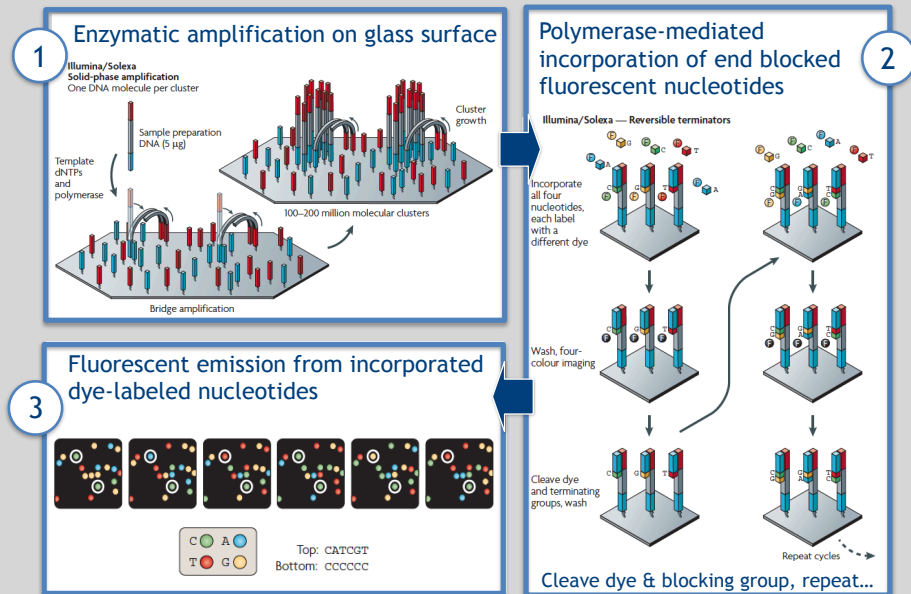 1
Enzymatic amplification on glass surface
Illumina/Solexa
Solid-phase amplification
One DNA molecule per cluster
Sample preparation
DNA (5 µg)
Template
dNTPs
and
polymerase
Cluster
growth
100–200 million molecular clusters
Bridge amplification
2
Polymerase-mediated
incorporation of end blocked
fluorescent nucleotides
Illumina/Solexa — Reversible terminators
F G F C F T
F A
F A
C G T
F F F
Incorporate
all four
nucleotides,
each label
with a
different dye
F G F C F A
F T
C G T
G A C
F F F
Wash, four-
colour imaging
C G T
F F F
C G T
G A C
F F F
Cleave dye
and terminating
groups, wash
C G T
C G T
G A C
Repeat cycles
Cleave dye & blocking group, repeat…
3
Fluorescent emission from incorporated
dye-labeled nucleotides
C A
T G
Top: CATCGT
Bottom: CCCCCC